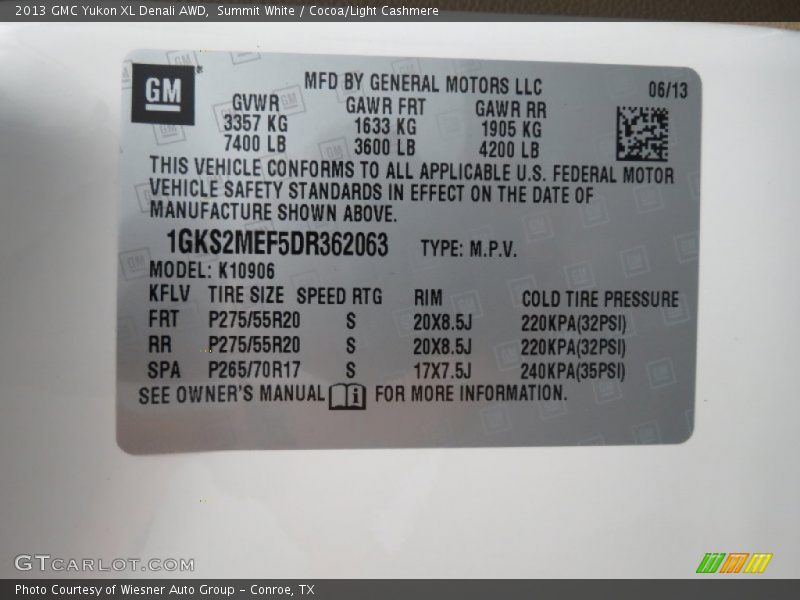 2013 GMC Yukon XL Denali AWD,  Summit White / Cocoa/Light Cashmere
GM
MFD BY GENERAL MOTORS LLC 06/13
GVWR GAWR FRT GAWR RR
3357 KG 1633 KG 1905 KG
7400 LB 3600 LB 4200 LB
THIS VEHICLE CONFORMS TO ALL APPLICABLE U.S. FEDERAL MOTOR
VEHICLE SAFETY STANDARDS IN EFFECT ON THE DATE OF
MANUFACTURE SHOWN ABOVE.
1GKS2MEF5DR362063 TYPE: M.P.V.
MODEL: K10906
KFLV TIRE SIZE SPEED RTG RIM COLD TIRE PRESSURE
FRT P275/55R20 S 20X8.5J 220KPA(32PSI)
RR P275/55R20 S 20X8.5J 220KPA(32PSI)
SPA P265/70R17 S 17X7.5J 240KPA(35PSI)
SEE OWNER'S MANUAL i FOR MORE INFORMATION.
GTCARLOT.COM
Photo Courtesy of Wiesner Auto Group - Conroe, TX